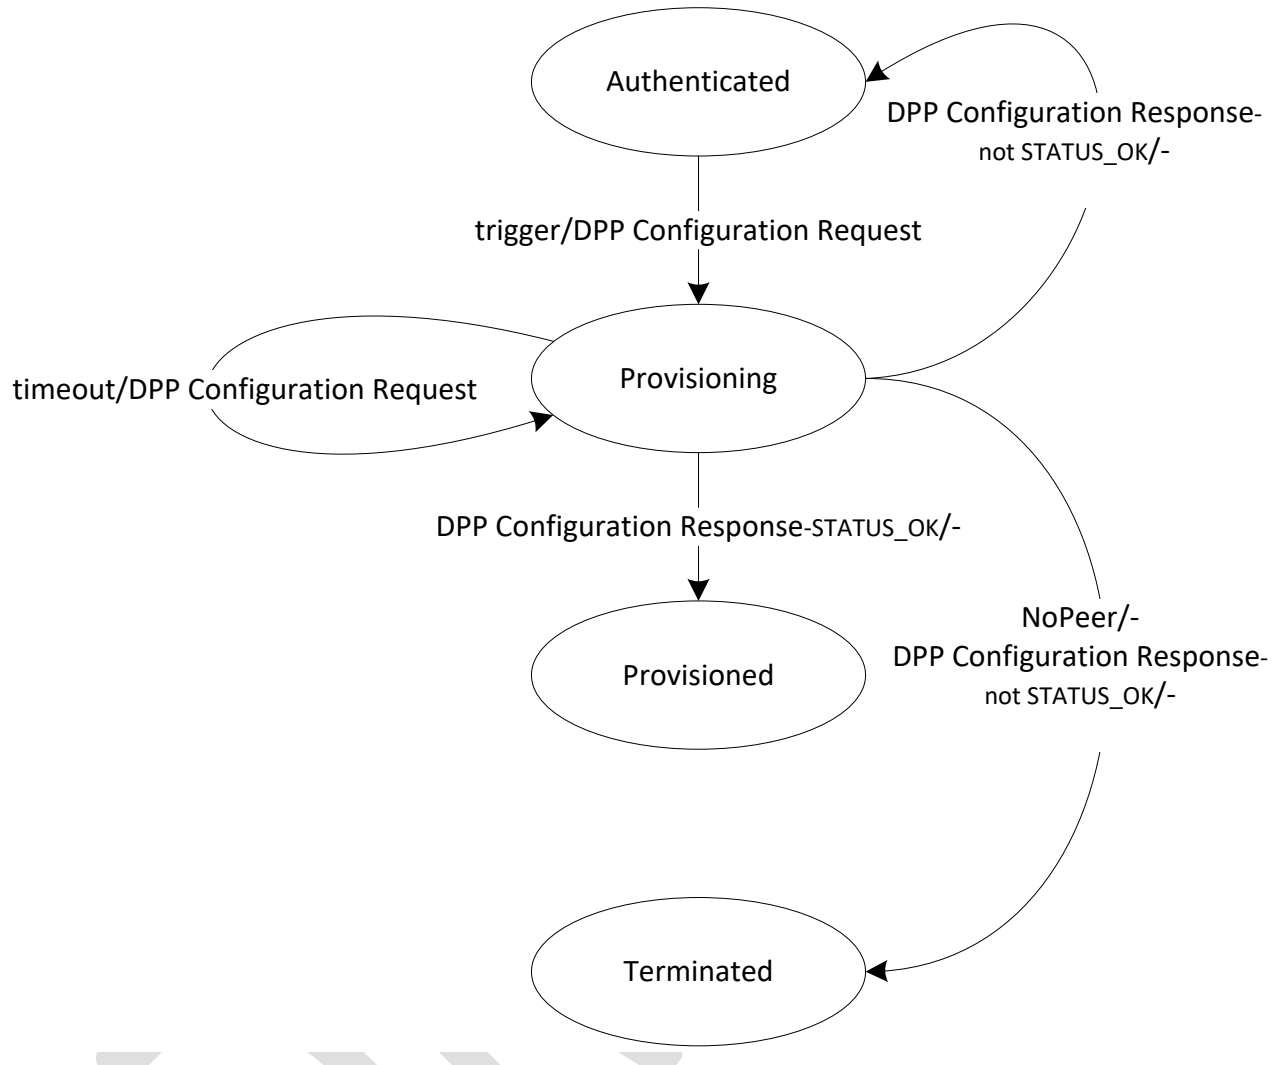 Authenticated
DPP Configuration Response-
not STATUS_OK/-
trigger/DPP Configuration Request
Provisioning
timeout/DPP Configuration Request
DPP Configuration Response-STATUS_OK/-
NoPeer/-
DPP Configuration Response-
not STATUS_OK/-
Provisioned
Terminated